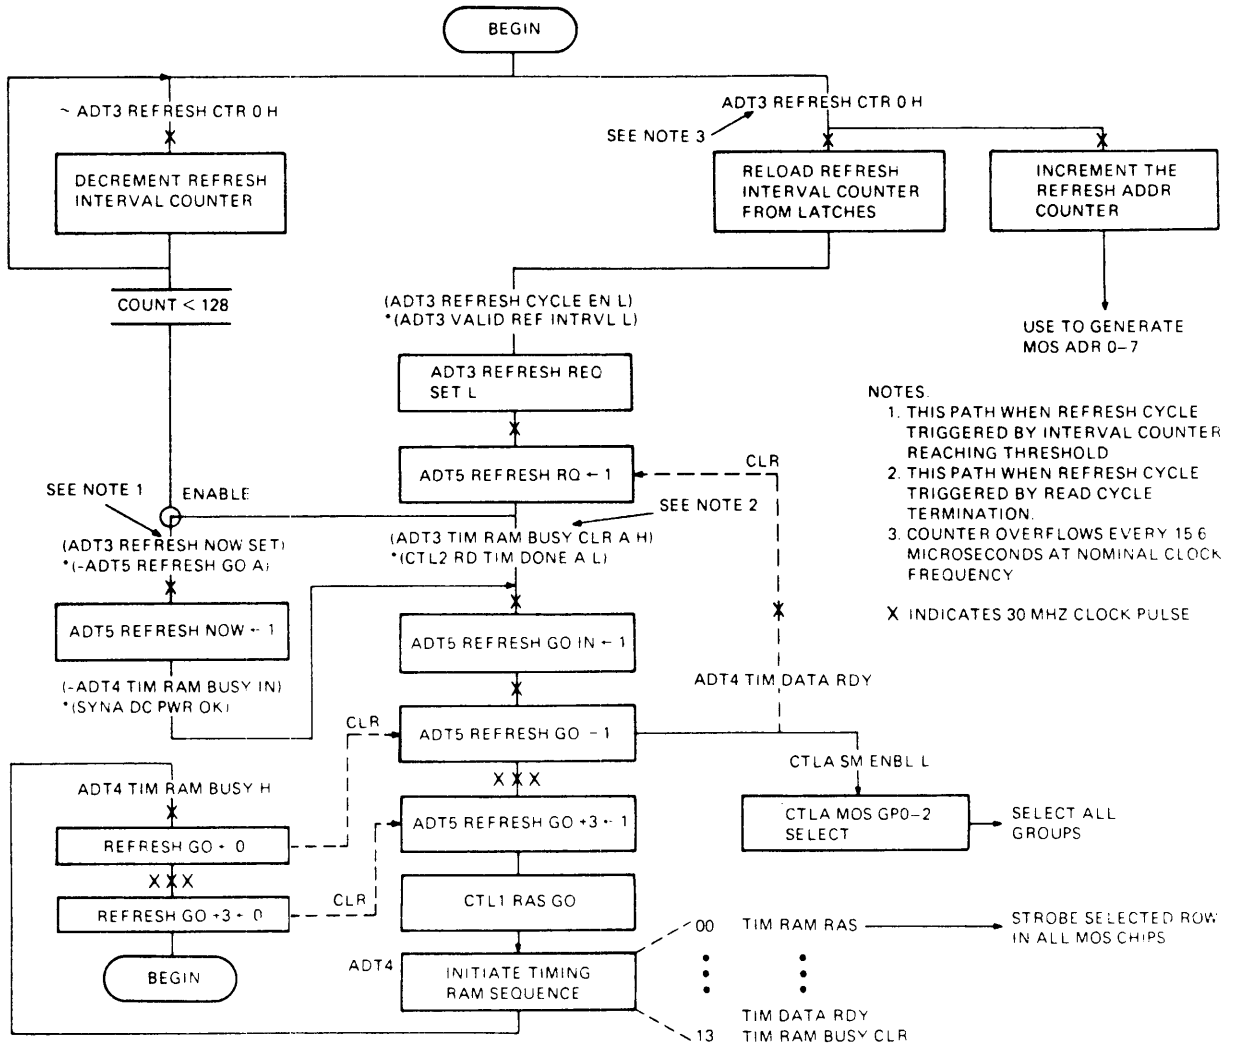 BEGIN
~ ADT3 REFRESH CTR 0 H
ADT3 REFRESH CTR 0 H
SEE NOTE 3
DECREMENT REFRESH
INTERVAL COUNTER
RELOAD REFRESH
INTERVAL COUNTER
FROM LATCHES
INCREMENT THE
REFRESH ADDR
COUNTER
COUNT < 128
(ADT3 REFRESH CYCLE EN L)
*(ADT3 VALID REF INTRVL L)
USE TO GENERATE
MOS ADR 0-7
ADT3 REFRESH REQ
SET L
NOTES.
1. THIS PATH WHEN REFRESH CYCLE
TRIGGERED BY INTERVAL COUNTER
REACHING THRESHOLD
2. THIS PATH WHEN REFRESH CYCLE
TRIGGERED BY READ CYCLE
TERMINATION.
3. COUNTER OVERFLOWS EVERY 15 6
MICROSECONDS AT NOMINAL CLOCK
FREQUENCY
X INDICATES 30 MHZ CLOCK PULSE
ADT5 REFRESH RQ ← 1
CLR
SEE NOTE 1
ENABLE
SEE NOTE 2
(ADT3 REFRESH NOW SET)
*(-ADT5 REFRESH GO A)
(ADT3 TIM RAM BUSY CLR A H)
*(CTL2 RD TIM DONE A L)
ADT5 REFRESH NOW ← 1
ADT5 REFRESH GO IN ← 1
(-ADT4 TIM RAM BUSY IN)
*(SYNA DC PWR OK)
ADT4 TIM DATA RDY
CLR
ADT5 REFRESH GO - 1
CTLA SM ENBL L
ADT4 TIM RAM BUSY H
X X X
CTLA MOS GP0-2
SELECT
SELECT ALL
GROUPS
ADT5 REFRESH GO +3 ← 1
REFRESH GO ← 0
X X X
CLR
REFRESH GO +3 ← 0
CTL1 RAS GO
00 TIM RAM RAS
STROBE SELECTED ROW
IN ALL MOS CHIPS
BEGIN
ADT4
INITIATE TIMING
RAM SEQUENCE
TIM DATA RDY
13 TIM RAM BUSY CLR